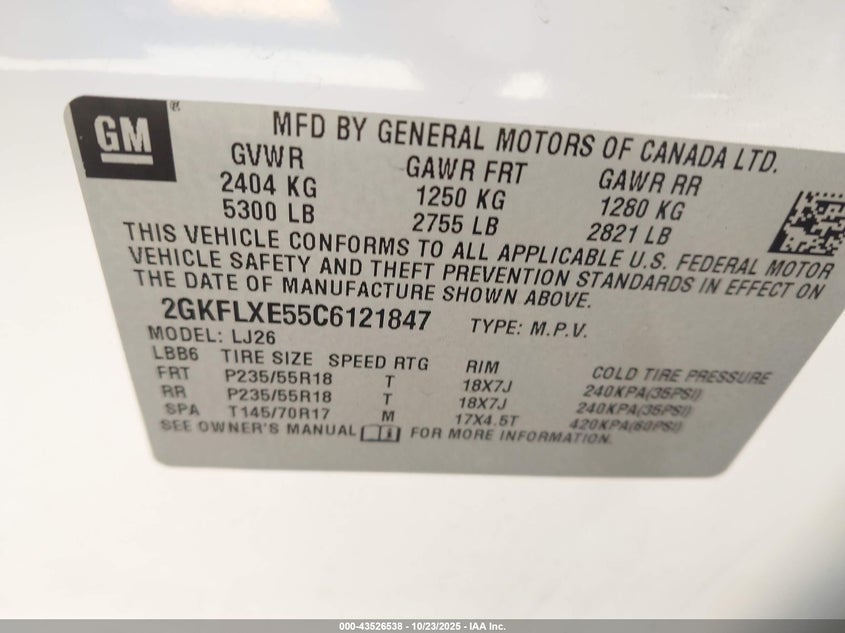 GM ®
MFD BY GENERAL MOTORS OF CANADA LTD.
GVWR GAWR FRT GAWR RR
2404 KG 1250 KG 1280 KG
5300 LB 2755 LB 2821 LB
THIS VEHICLE CONFORMS TO ALL APPLICABLE U.S. FEDERAL MOTOR
VEHICLE SAFETY AND THEFT PREVENTION STANDARDS IN EFFECT ON
THE DATE OF MANUFACTURE SHOWN ABOVE.
2GKFLXE55C6121847 TYPE: M.P.V.
MODEL: LJ26
LBB6 TIRE SIZE SPEED RTG RIM COLD TIRE PRESSURE
FRT P235/55R18 T 18X7J 240KPA(35PSI)
RR P235/55R18 T 18X7J 240KPA(35PSI)
SPA T145/70R17 M 17X4.5T 420KPA(60PSI)
SEE OWNER'S MANUAL FOR MORE INFORMATION.
000-43526538 - 10/23/2025 - IAA Inc.